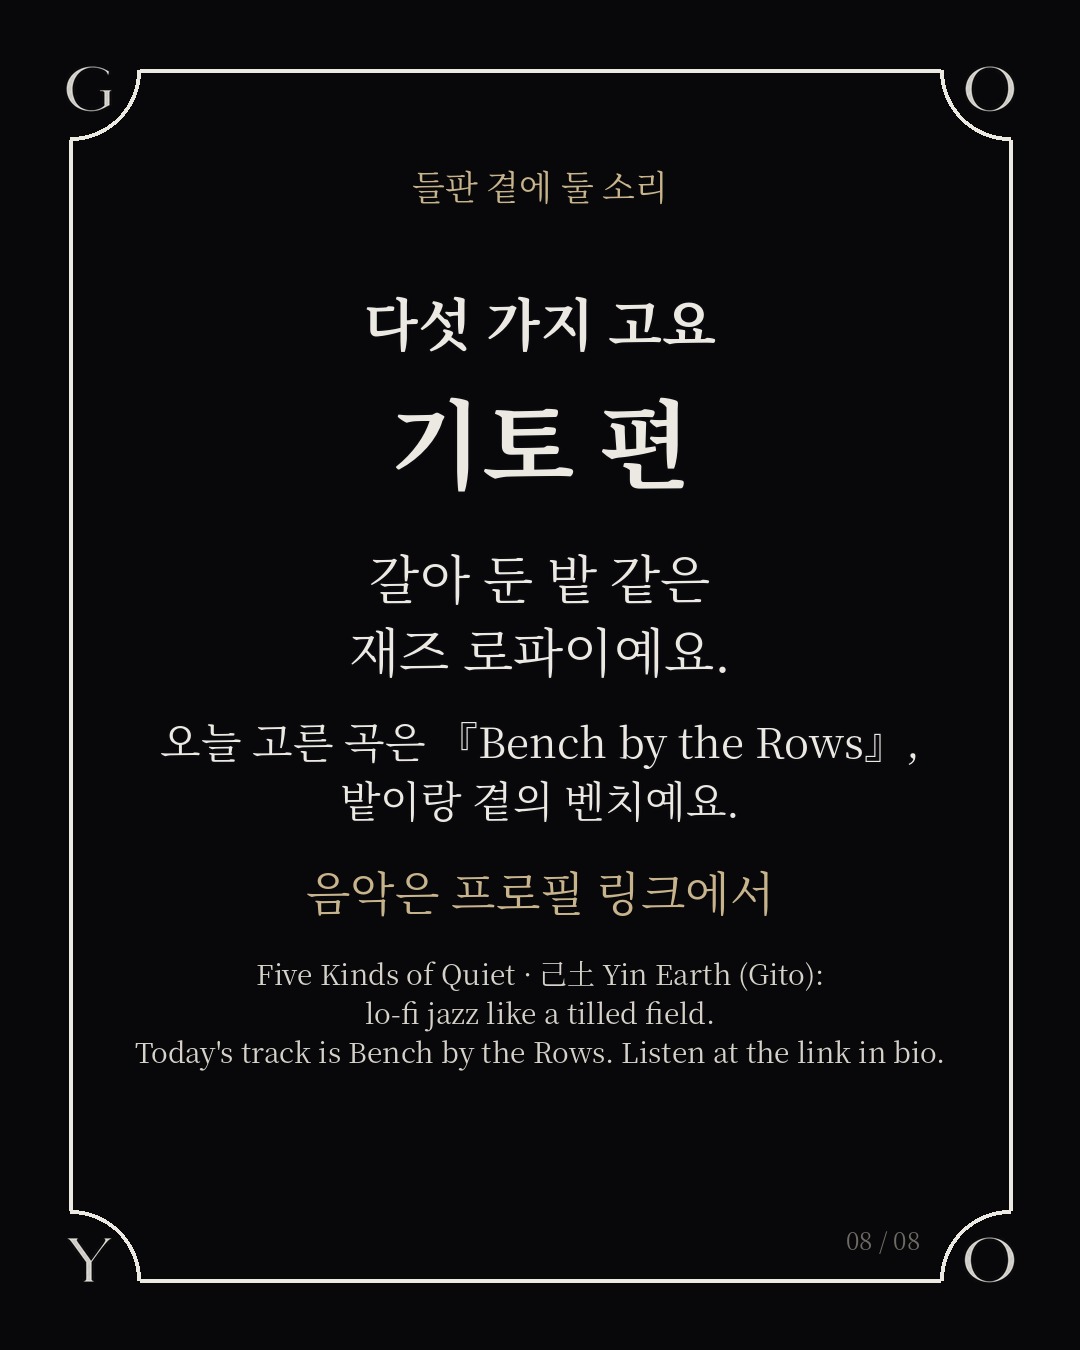 G O
들판 곁에 둘 소리
다섯 가지 고요
기토 편
갈아 둔 밭 같은
재즈 로파이예요.
오늘 고른 곡은 『Bench by the Rows』,
밭이랑 곁의 벤치예요.
음악은 프로필 링크에서
Five Kinds of Quiet · 己土 Yin Earth (Gito):
lo-fi jazz like a tilled field.
Today's track is Bench by the Rows. Listen at the link in bio.
08 / 08
Y O